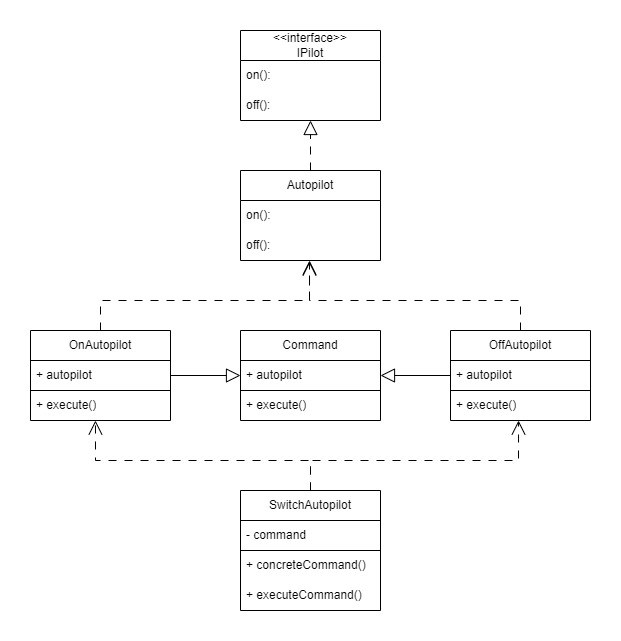 <<interface>>
IPilot
on():
off():
Autopilot
on():
off():
OnAutopilot
+ autopilot
+ execute()
Command
+ autopilot
+ execute()
OffAutopilot
+ autopilot
+ execute()
SwitchAutopilot
- command
+ concreteCommand()
+ executeCommand()